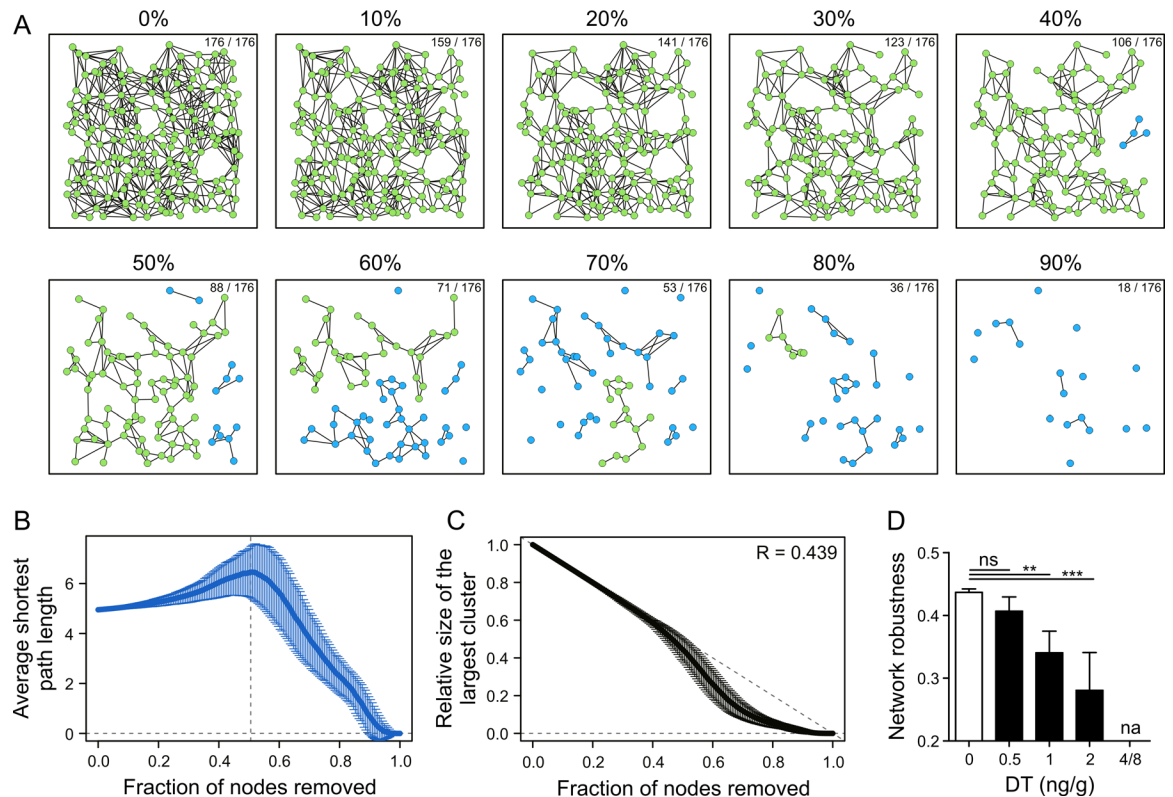 A
0% 10% 20% 30% 40%
176 / 176 159 / 176 141 / 176 123 / 176 106 / 176
50% 60% 70% 80% 90%
88 / 176 71 / 176 53 / 176 36 / 176 18 / 176
B
Average shortest
path length
6
4
2
0
0.0 0.2 0.4 0.6 0.8 1.0
Fraction of nodes removed
C
Relative size of the
largest cluster
R = 0.439
1.0
0.8
0.6
0.4
0.2
0.0
0.0 0.2 0.4 0.6 0.8 1.0
Fraction of nodes removed
D
Network robustness
0.5
0.4
0.3
0.2
ns
**
***
na
0 0.5 1 2 4/8
DT (ng/g)